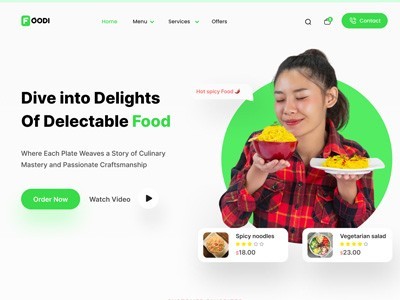 FOODI
Home
Menu
Services
Offers
Contact
Hot spicy Food 🌶
Dive into Delights
Of Delectable Food
Where Each Plate Weaves a Story of Culinary
Mastery and Passionate Craftsmanship
Order Now
Watch Video
Spicy noodles
$18.00
Vegetarian salad
$23.00